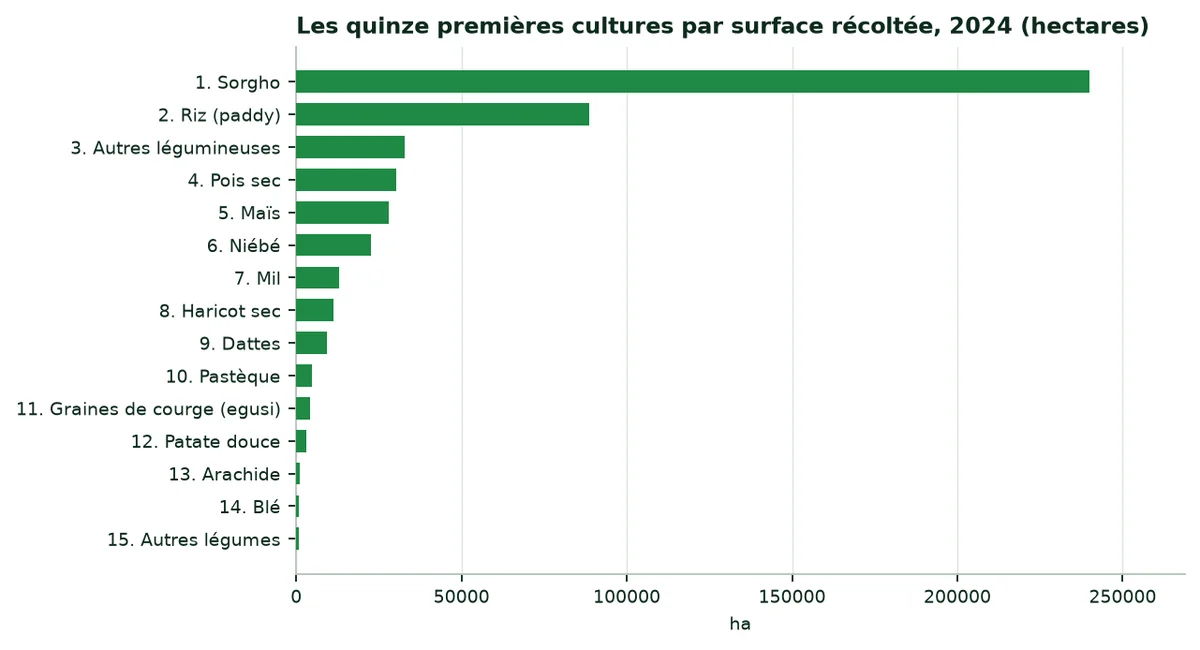 Les quinze premières cultures par surface récoltée, 2024 (hectares)
1. Sorgho
2. Riz (paddy)
3. Autres légumineuses
4. Pois sec
5. Maïs
6. Niébé
7. Mil
8. Haricot sec
9. Dattes
10. Pastèque
11. Graines de courge (egusi)
12. Patate douce
13. Arachide
14. Blé
15. Autres légumes
0 50000 100000 150000 200000 250000
ha